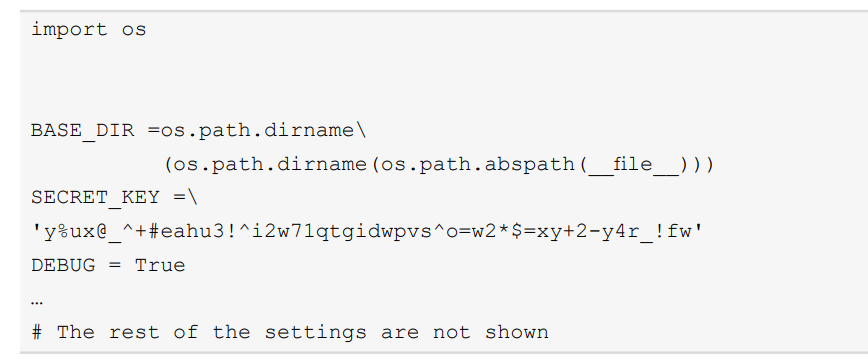 import os
BASE_DIR =os.path.dirname\
(os.path.dirname(os.path.abspath(__file__)))
SECRET_KEY =\
'y%ux@_^+#eahu3!^i2w71qtgidwpvs^o=w2*$=xy+2-y4r_!fw'
DEBUG = True
…
# The rest of the settings are not shown